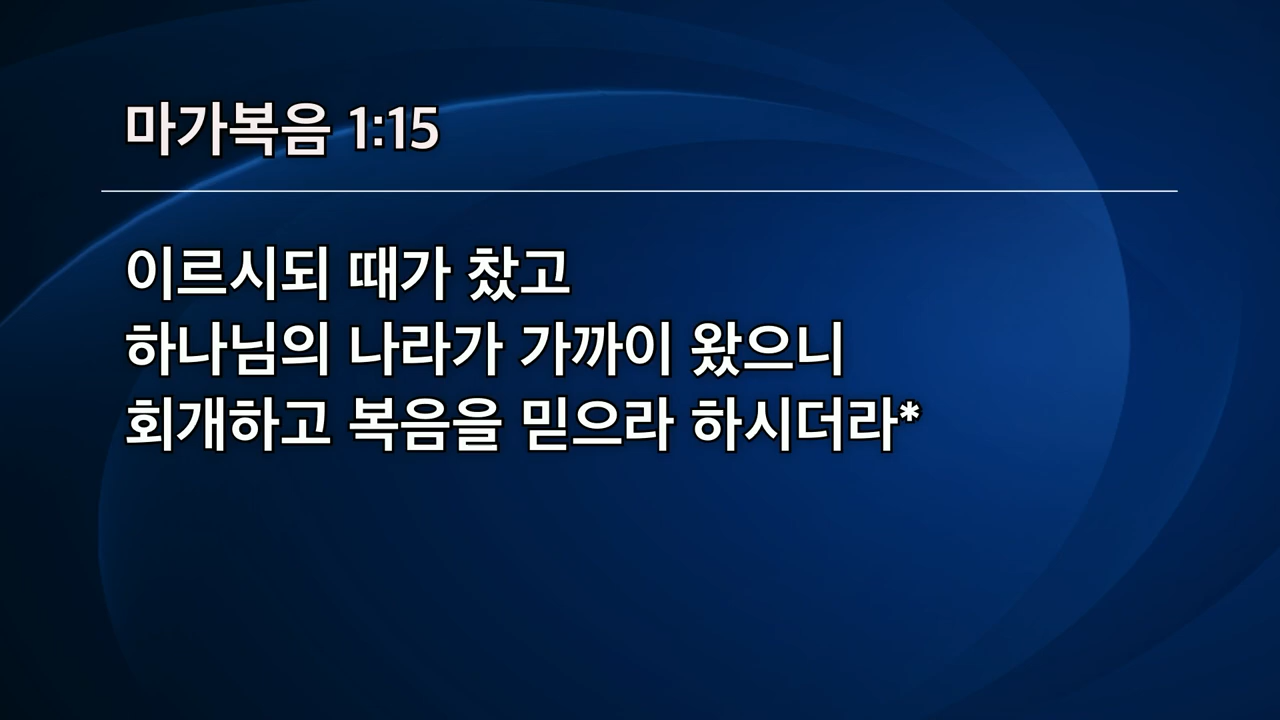 마가복음 1:15
이르시되 때가 찼고
하나님의 나라가 가까이 왔으니
회개하고 복음을 믿으라 하시더라*